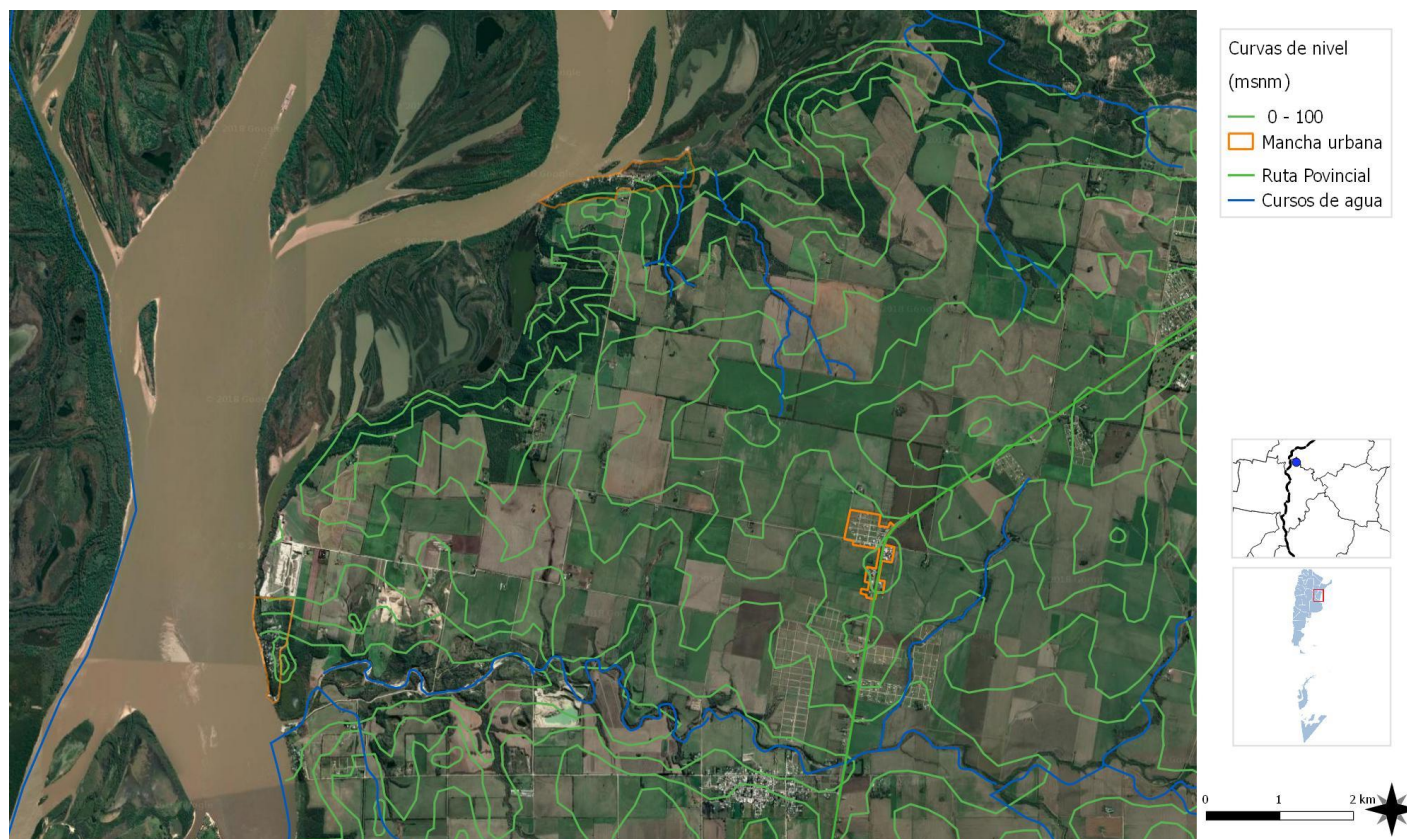 Curvas de nivel
(msnm)
0 - 100
Mancha urbana
Ruta Povincial
Cursos de agua
0 1 2 km